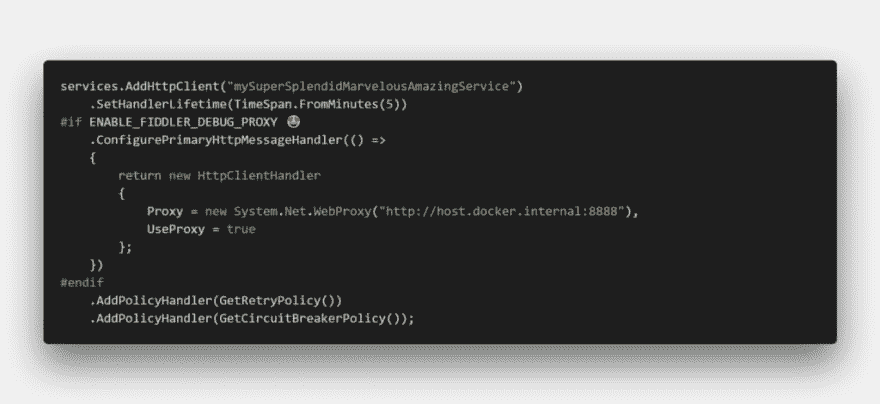 services.AddHttpClient("mySuperSplendidMarvelousAmazingService")
    .SetHandlerLifetime(TimeSpan.FromMinutes(5))
#if ENABLE_FIDDLER_DEBUG_PROXY
    .ConfigurePrimaryHttpMessageHandler(() =>
    {
        return new HttpClientHandler
        {
            Proxy = new System.Net.WebProxy("http://host.docker.internal:8888"),
            UseProxy = true
        };
    })
#endif
    .AddPolicyHandler(GetRetryPolicy())
    .AddPolicyHandler(GetCircuitBreakerPolicy());